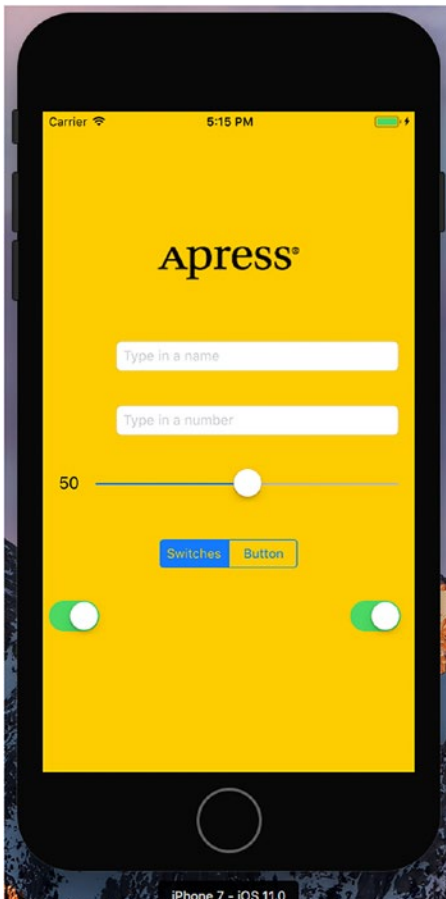 Carrier 5:15 PM
Apress®
Type in a name
Type in a number
50
Switches Button
iPhone 7 - iOS 11.0